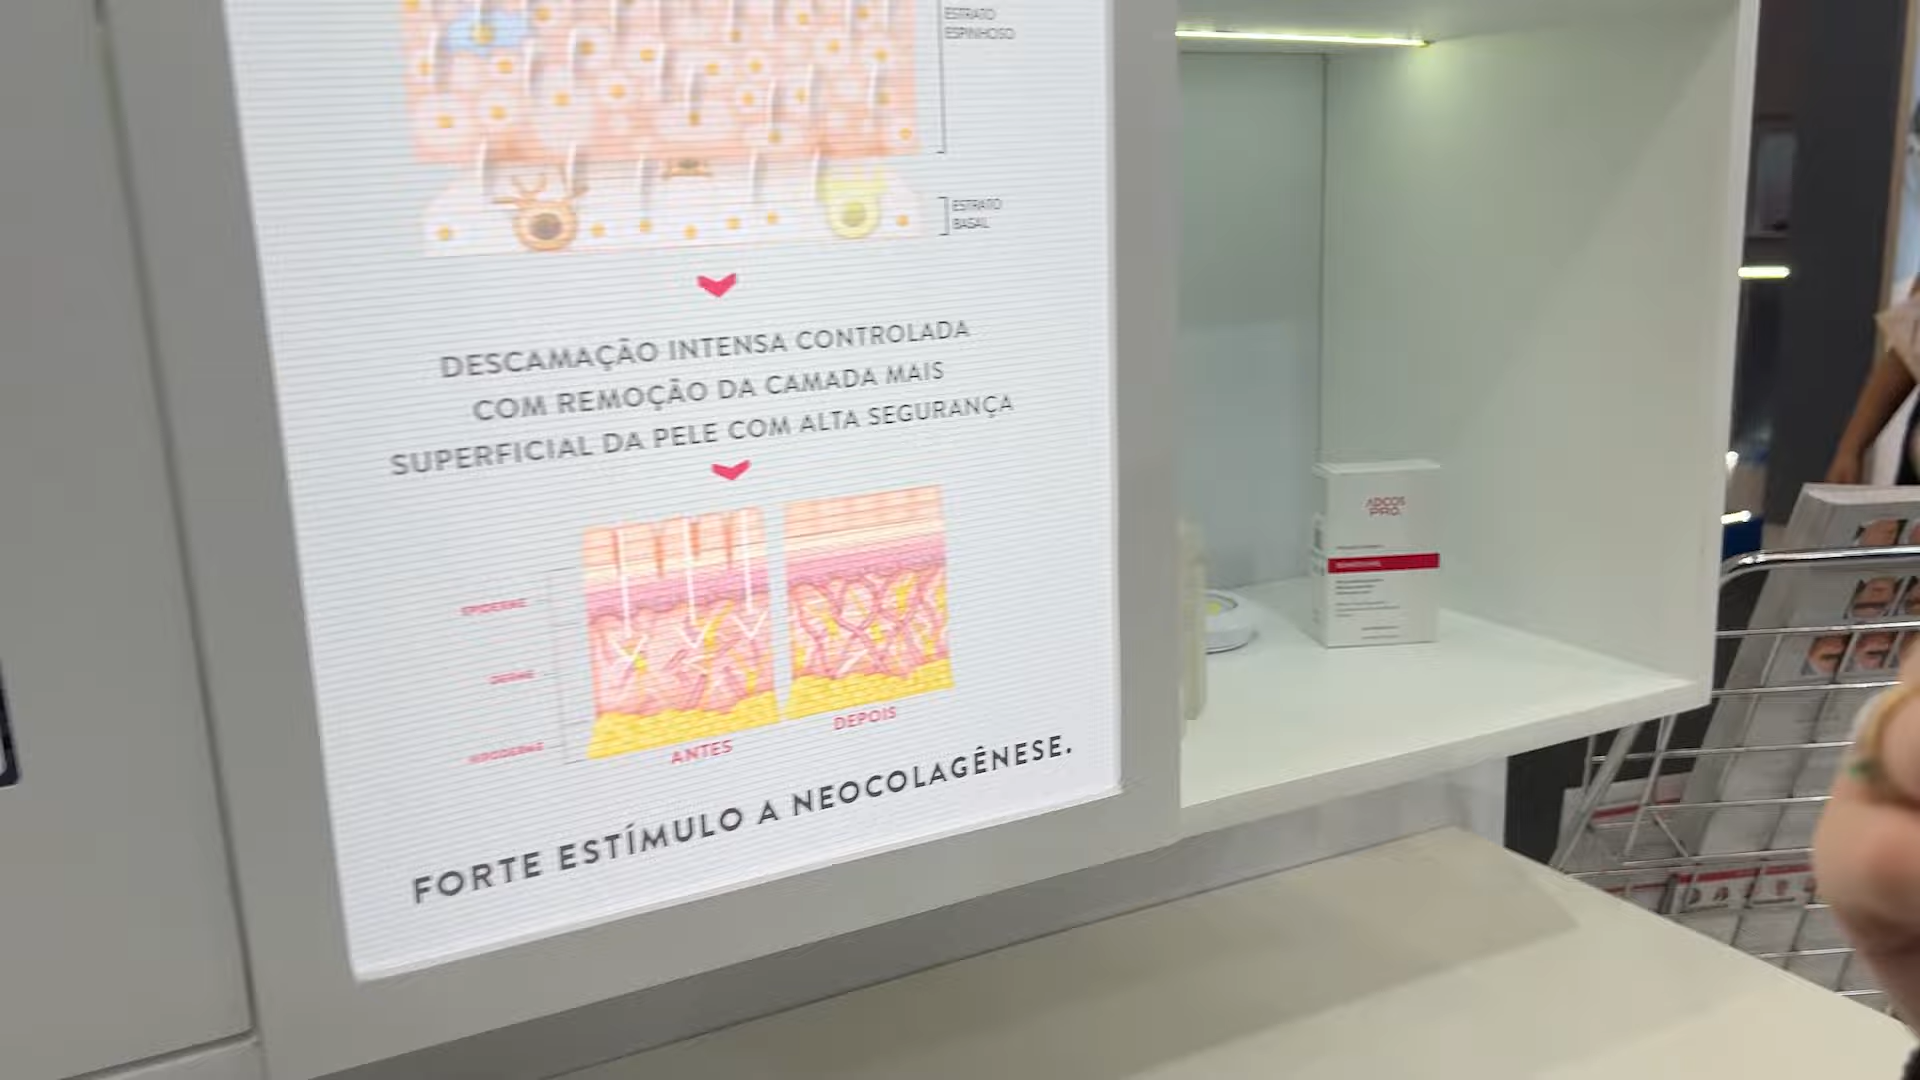 ESTRATO
ESPINHOSO
ESTRATO
BASAL
DESCAMAÇÃO INTENSA CONTROLADA
COM REMOÇÃO DA CAMADA MAIS
SUPERFICIAL DA PELE COM ALTA SEGURANÇA
EPIDERME
DERME
HIPODERME
ANTES
DEPOIS
FORTE ESTÍMULO A NEOCOLAGÊNESE.
ADCOS
PRO.